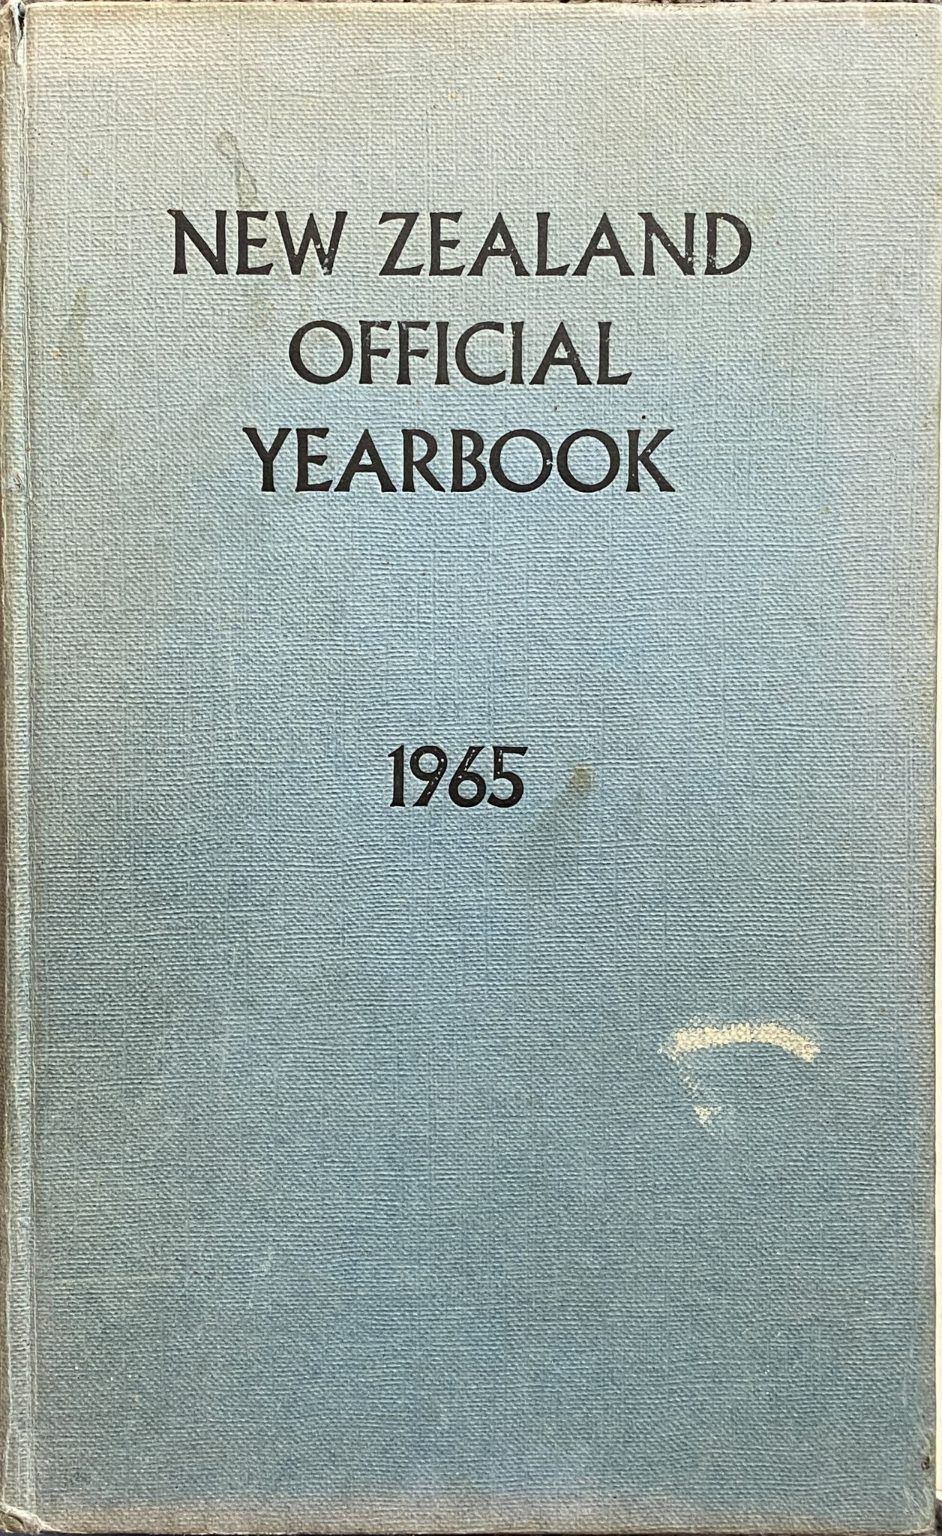 NEW ZEALAND
OFFICIAL
YEARBOOK
1965